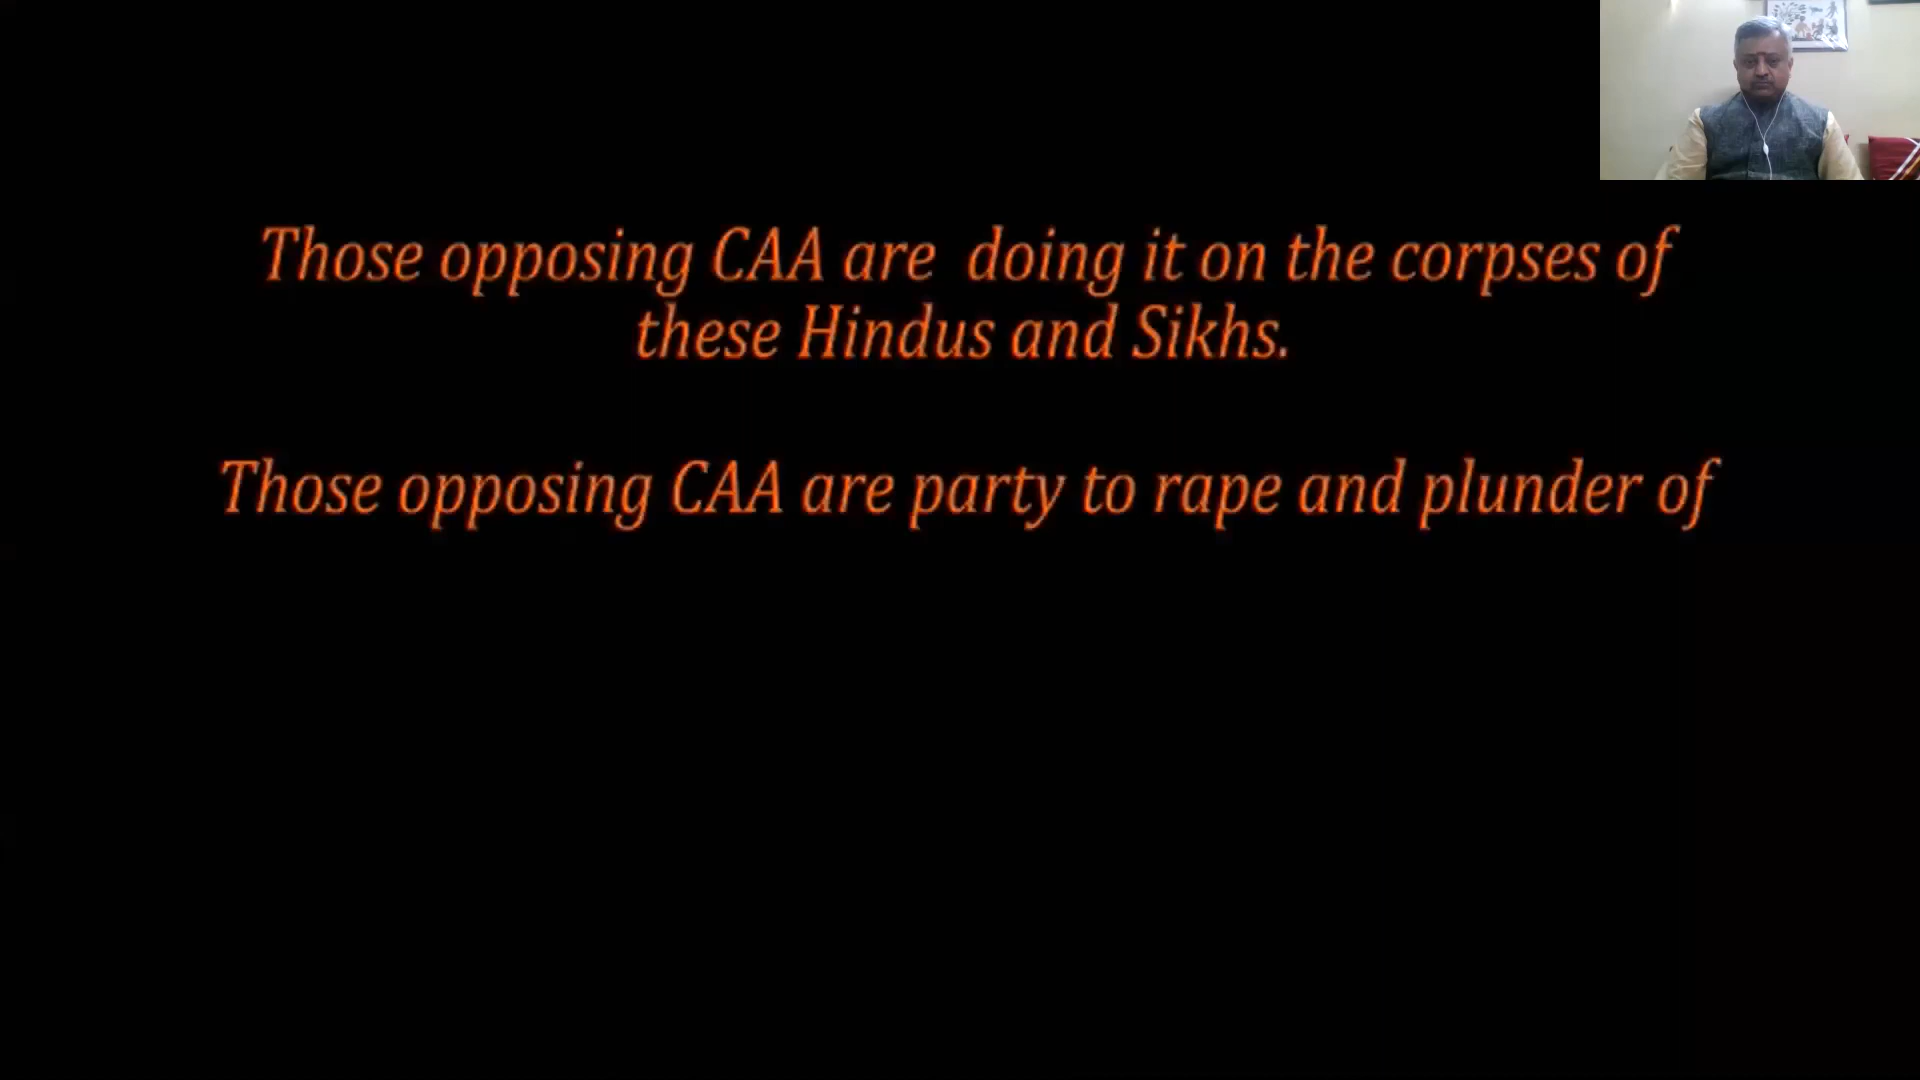 Those opposing CAA are  doing it on the corpses of
these Hindus and Sikhs.
Those opposing CAA are party to rape and plunder of